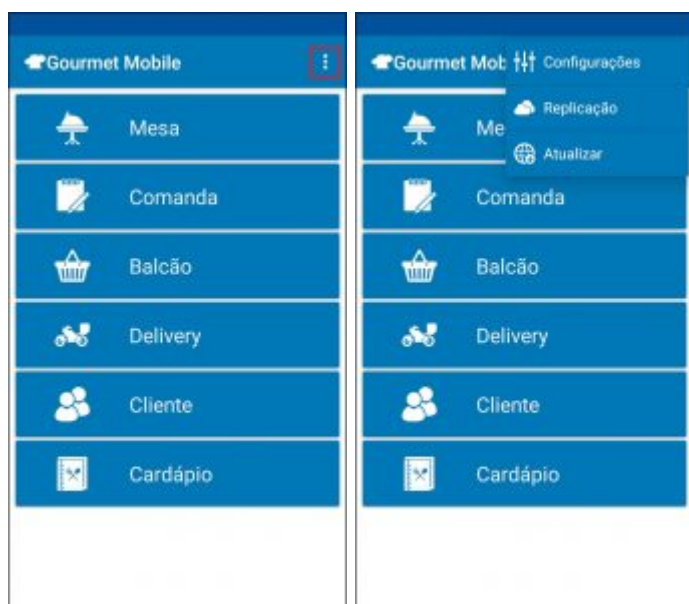 Gourmet Mobile
Mesa
Comanda
Balcão
Delivery
Cliente
Cardápio
Gourmet Mob
Configurações
Replicação
Atualizar
Me
Comanda
Balcão
Delivery
Cliente
Cardápio